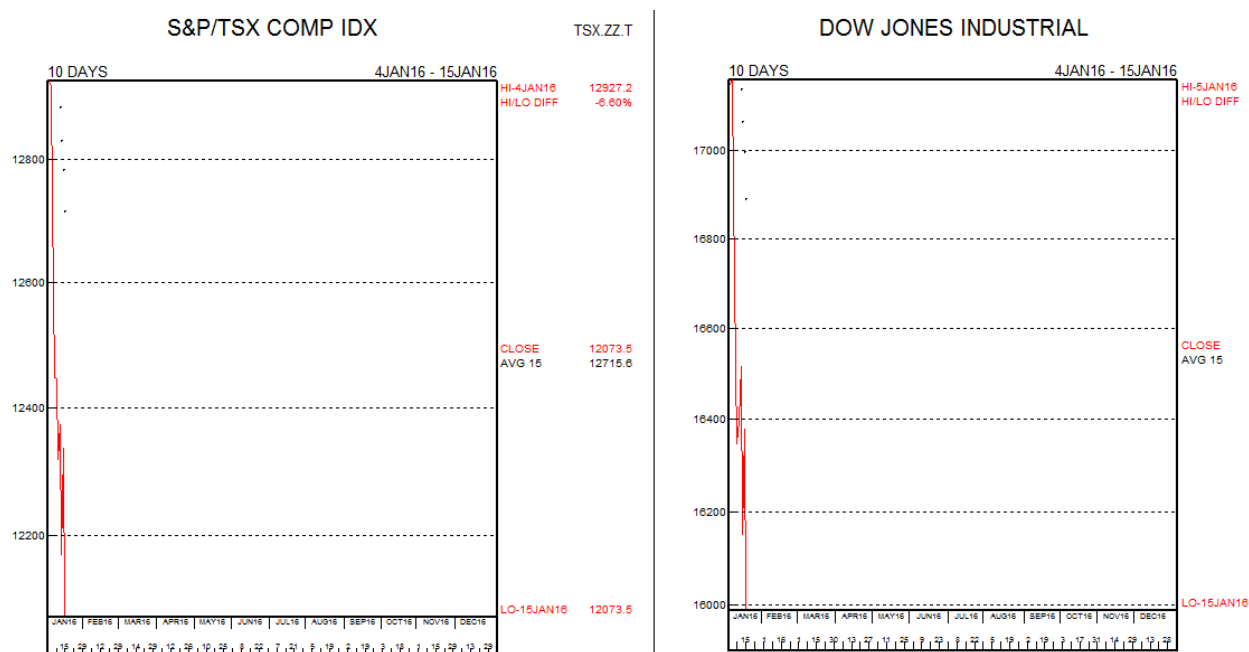 S&P/TSX COMP IDX
TSX.ZZ.T
10 DAYS 4JAN16 - 15JAN16
HI-4JAN16 12927.2
HI/LO DIFF -6.60%
12800
12600
CLOSE 12073.5
AVG 15 12715.6
12400
12200
LO-15JAN16 12073.5
JAN16 FEB16 MAR16 APR16 MAY16 JUN16 JUL16 AUG16 SEP16 OCT16 NOV16 DEC16
DOW JONES INDUSTRIAL
10 DAYS 4JAN16 - 15JAN16
HI-5JAN16
HI/LO DIFF
17000
16800
16600
CLOSE
AVG 15
16400
16200
16000
LO-15JAN16
JAN16 FEB16 MAR16 APR16 MAY16 JUN16 JUL16 AUG16 SEP16 OCT16 NOV16 DEC16